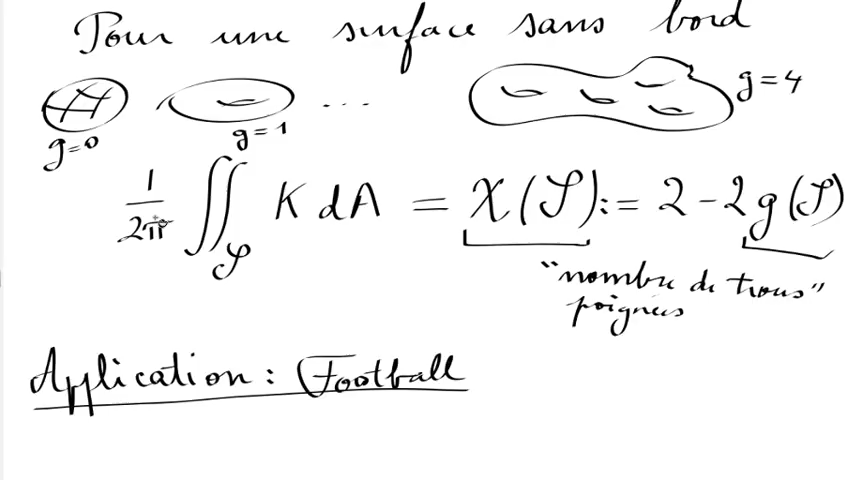 Pour une surface sans bord
g=0 g=1 ... g=4
1/2π ∬_𝒮 K dA = χ(𝒮) := 2 - 2g(𝒮)
"nombre de trous"
poignées
Application : Football